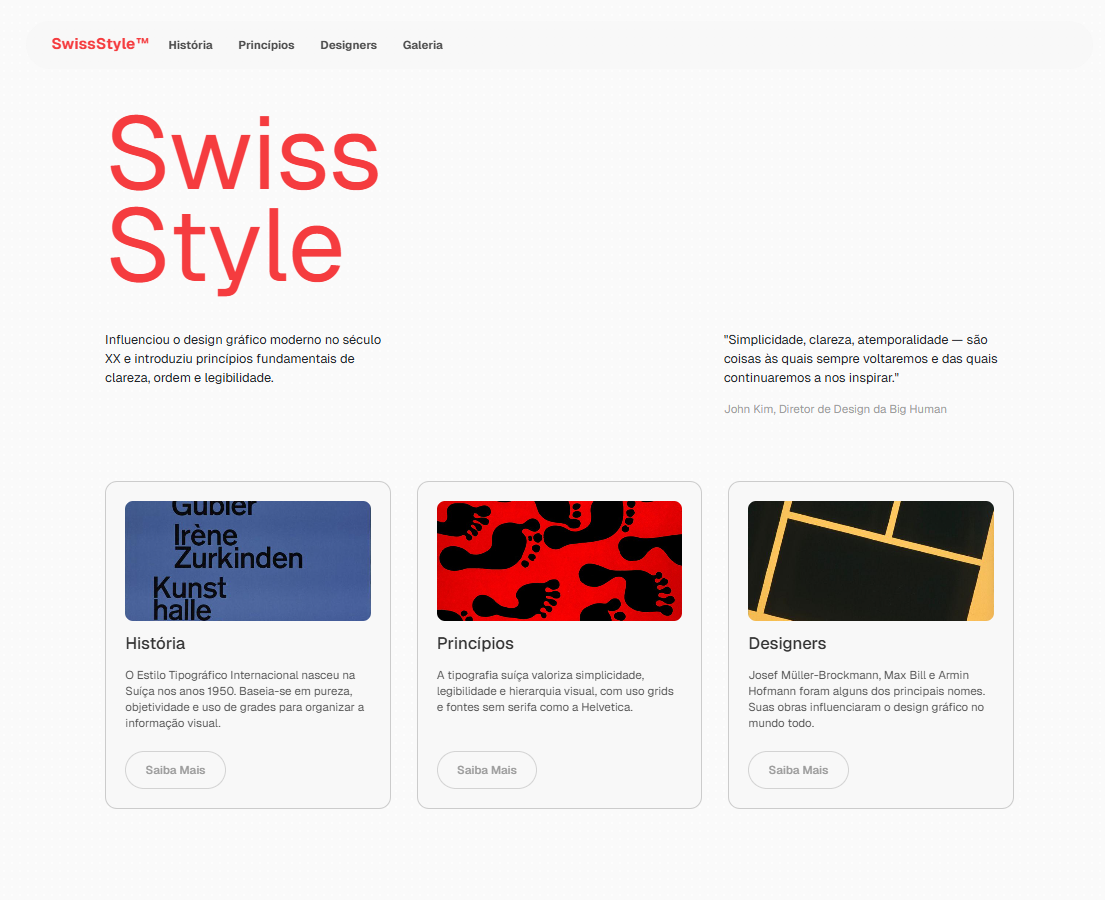 SwissStyle™ História Princípios Designers Galeria
Swiss
Style
Influenciou o design gráfico moderno no século
XX e introduziu princípios fundamentais de
clareza, ordem e legibilidade.
"Simplicidade, clareza, atemporalidade — são
coisas às quais sempre voltaremos e das quais
continuaremos a nos inspirar."
John Kim, Diretor de Design da Big Human
Gubler
Irène
Zurkinden
Kunst
halle
História
O Estilo Tipográfico Internacional nasceu na
Suíça nos anos 1950. Baseia-se em pureza,
objetividade e uso de grades para organizar a
informação visual.
Saiba Mais
Princípios
A tipografia suíça valoriza simplicidade,
legibilidade e hierarquia visual, com uso grids
e fontes sem serifa como a Helvetica.
Saiba Mais
Designers
Josef Müller-Brockmann, Max Bill e Armin
Hofmann foram alguns dos principais nomes.
Suas obras influenciaram o design gráfico no
mundo todo.
Saiba Mais